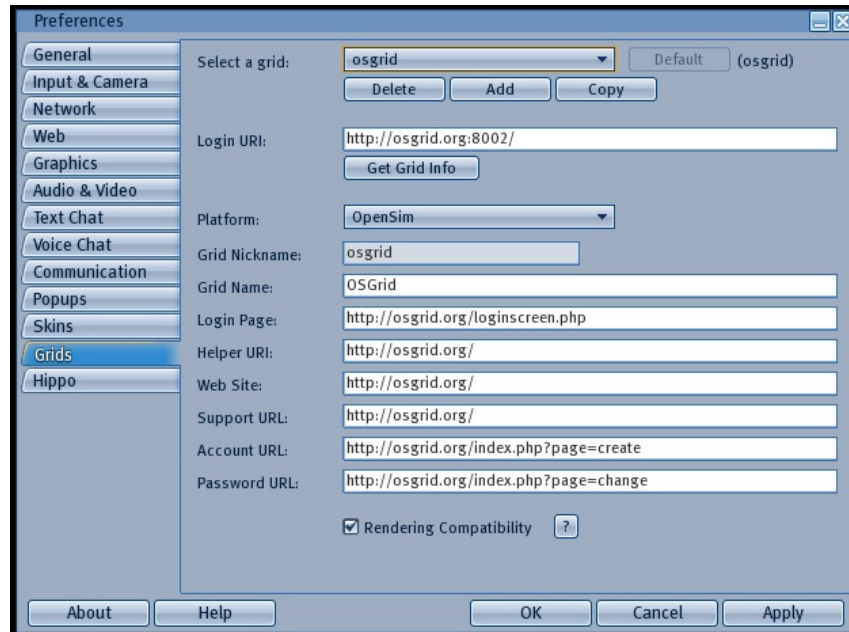 Preferences
General
Input & Camera
Network
Web
Graphics
Audio & Video
Text Chat
Voice Chat
Communication
Popups
Skins
Grids
Hippo
Select a grid: osgrid Default (osgrid)
Delete Add Copy
Login URI: http://osgrid.org:8002/
Get Grid Info
Platform: OpenSim
Grid Nickname: osgrid
Grid Name: OSGrid
Login Page: http://osgrid.org/loginscreen.php
Helper URI: http://osgrid.org/
Web Site: http://osgrid.org/
Support URL: http://osgrid.org/
Account URL: http://osgrid.org/index.php?page=create
Password URL: http://osgrid.org/index.php?page=change
Rendering Compatibility ?
About Help OK Cancel Apply